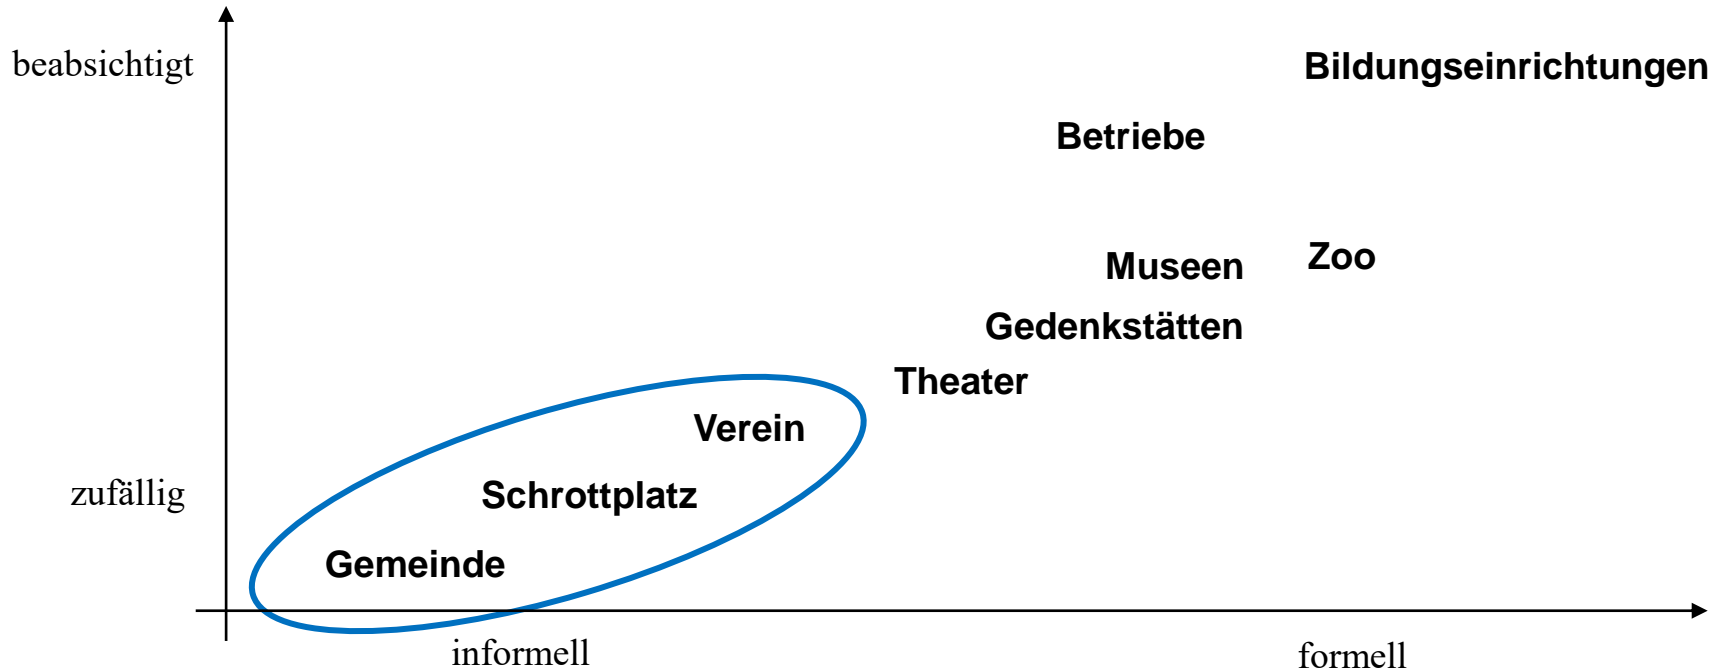 beabsichtigt
Bildungseinrichtungen
Betriebe
Zoo
Museen
Gedenkstätten
Theater
Verein
zufällig
Schrottplatz
Gemeinde
informell
formell